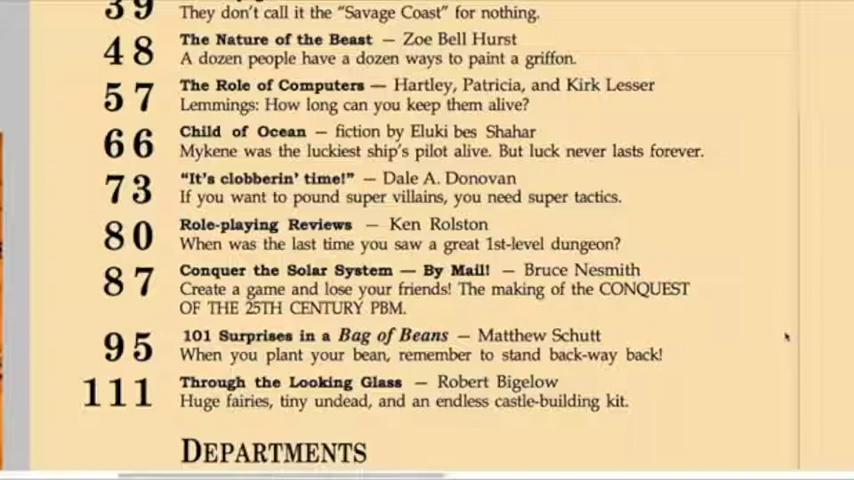 39 They don't call it the "Savage Coast" for nothing.
48 The Nature of the Beast — Zoe Bell Hurst
A dozen people have a dozen ways to paint a griffon.
57 The Role of Computers — Hartley, Patricia, and Kirk Lesser
Lemmings: How long can you keep them alive?
66 Child of Ocean — fiction by Eluki bes Shahar
Mykene was the luckiest ship's pilot alive. But luck never lasts forever.
73 "It's clobberin' time!" — Dale A. Donovan
If you want to pound super villains, you need super tactics.
80 Role-playing Reviews — Ken Rolston
When was the last time you saw a great 1st-level dungeon?
87 Conquer the Solar System — By Mail! — Bruce Nesmith
Create a game and lose your friends! The making of the CONQUEST
OF THE 25TH CENTURY PBM.
95 101 Surprises in a Bag of Beans — Matthew Schutt
When you plant your bean, remember to stand back-way back!
111 Through the Looking Glass — Robert Bigelow
Huge fairies, tiny undead, and an endless castle-building kit.
DEPARTMENTS